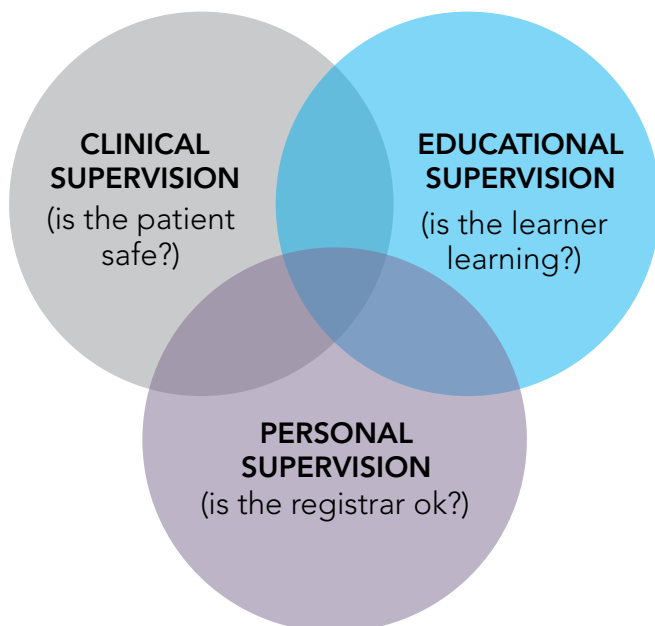 CLINICAL
SUPERVISION
(is the patient
safe?)
EDUCATIONAL
SUPERVISION
(is the learner
learning?)
PERSONAL
SUPERVISION
(is the registrar ok?)